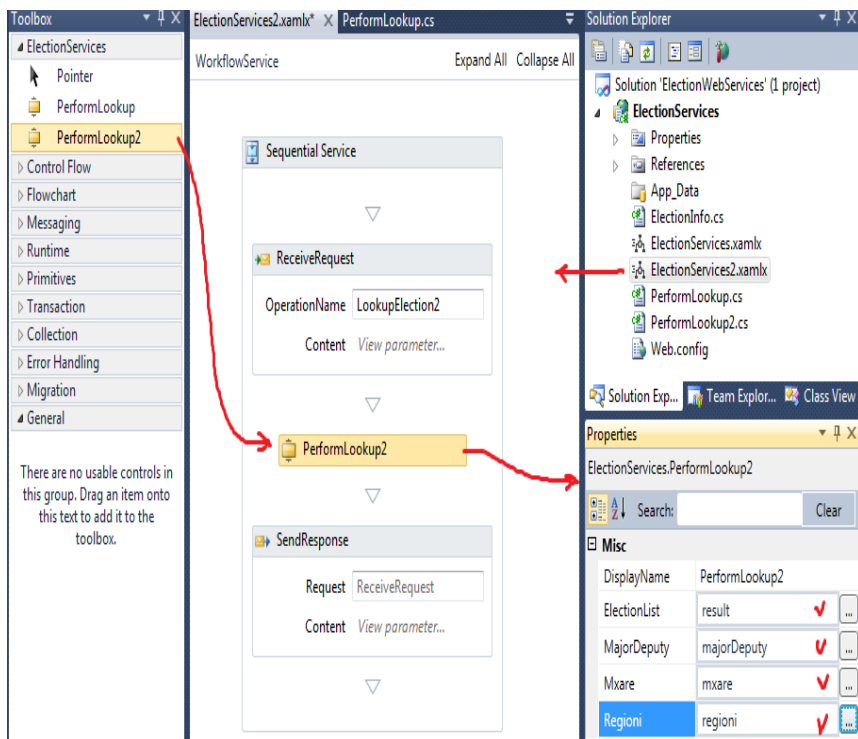 Toolbox
ElectionServices
Pointer
PerformLookup
PerformLookup2
Control Flow
Flowchart
Messaging
Runtime
Primitives
Transaction
Collection
Error Handling
Migration
General
There are no usable controls in
this group. Drag an item onto
this text to add it to the
toolbox.
ElectionServices2.xamlx* X PerformLookup.cs
WorkflowService Expand All Collapse All
Sequential Service
ReceiveRequest
OperationName LookupElection2
Content View parameter...
PerformLookup2
SendResponse
Request ReceiveRequest
Content View parameter...
Solution Explorer
Solution 'ElectionWebServices' (1 project)
ElectionServices
Properties
References
App_Data
ElectionInfo.cs
ElectionServices.xamlx
ElectionServices2.xamlx
PerformLookup.cs
PerformLookup2.cs
Web.config
Solution Exp... Team Explor... Class View
Properties
ElectionServices.PerformLookup2
Search: Clear
Misc
DisplayName PerformLookup2
ElectionList result ...
MajorDeputy majorDeputy ...
Mxare mxare ...
Regioni regioni ...